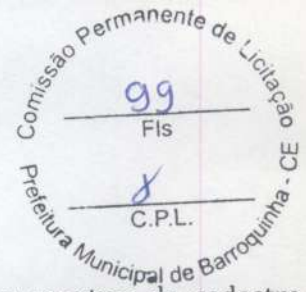 Comissão Permanente de Licitação
99
Fls
C.P.L.
Prefeitura Municipal de Barroquinha - CE